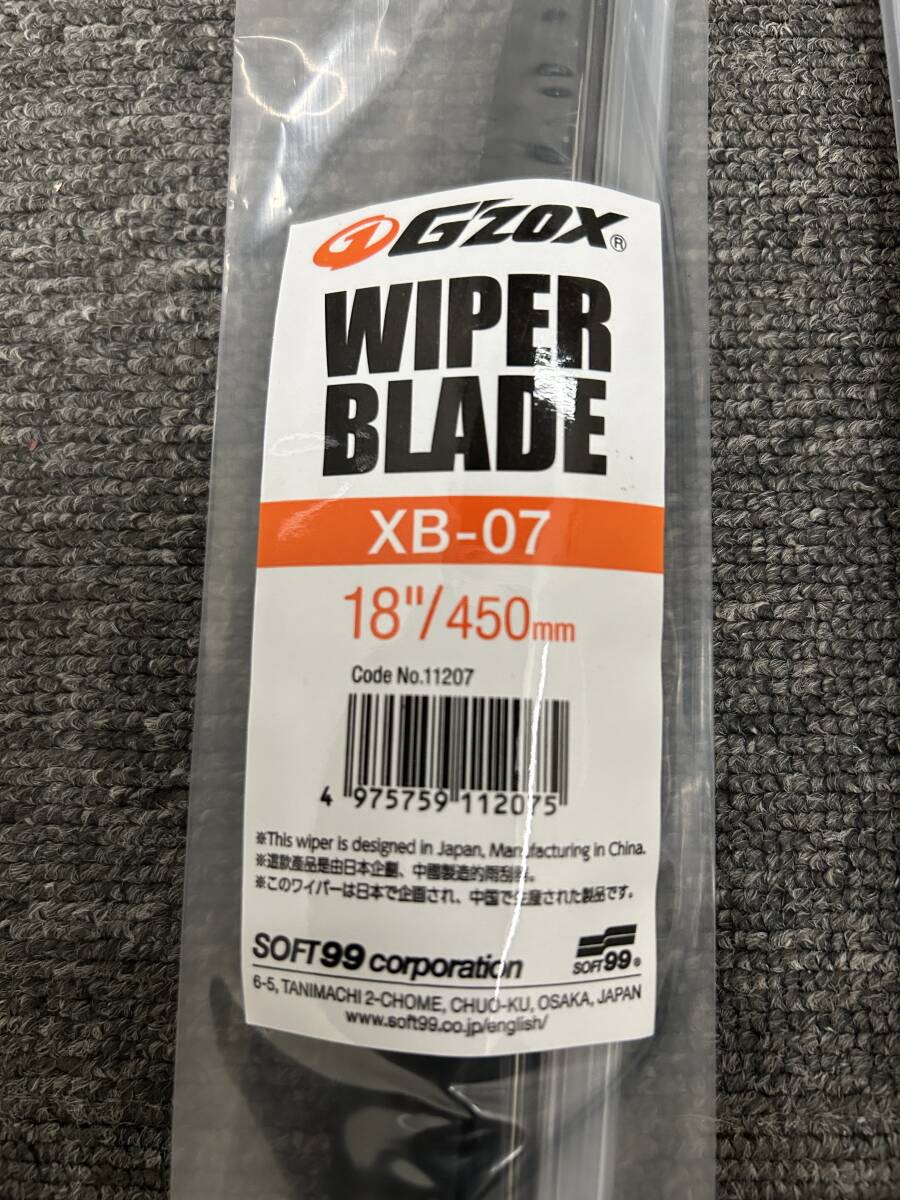 G'ZOX®
WIPER
BLADE
XB-07
18"/450mm
Code No.11207
4 975759 112075
※This wiper is designed in Japan, Manufacturing in China.
※這款產品是由日本企劃、中國製造的雨刮器。
※このワイパーは日本で企画され、中国で生産された製品です。
SOFT99 corporation
SOFT99®
6-5, TANIMACHI 2-CHOME, CHUO-KU, OSAKA, JAPAN
www.soft99.co.jp/english/